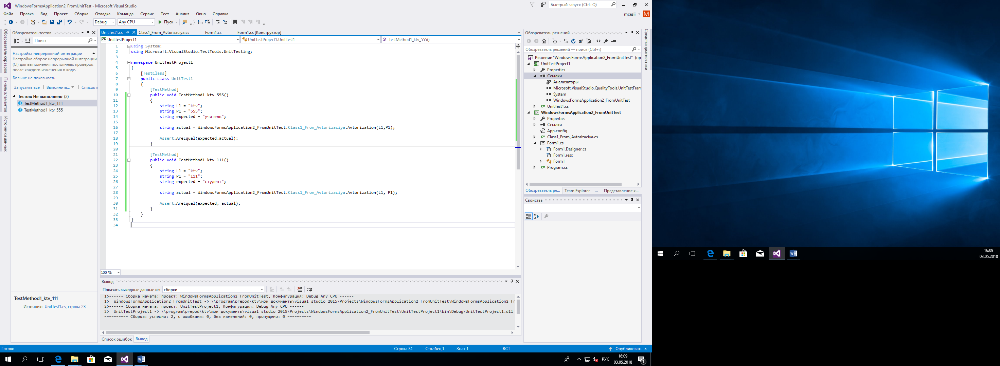 WindowsFormsApplication2_FromUnitTest - Microsoft Visual Studio
Быстрый запуск (Ctrl+Q)
Файл Правка Вид Проект Сборка Отладка Команда Сервис Тест Анализ Окно Справка
mcesii M
Debug Any CPU Пуск
Обозреватель серверов
Панель элементов
Источники данных
Обозреватель тестов
Поиск
Настройка непрерывной интеграции
Настройка сборок непрерывной интеграции
(CI) для выполнения постоянных проверок
после каждого изменения в коде.
Больше не показывать
Запустить все | Выполнить... | Список в
Тестов: Не выполнено (2)
TestMethod1_ktv_111
TestMethod1_ktv_555
TestMethod1_ktv_111
Источник: UnitTest1.cs, строка 23
UnitTest1.cs Class1_From_Avtorizaciya.cs Form1.cs Form1.cs [Конструктор]
UnitTestProject1 UnitTestProject1.UnitTest1 TestMethod1_ktv_555()
1 using System;
2 using Microsoft.VisualStudio.TestTools.UnitTesting;
3
4 namespace UnitTestProject1
5 {
6 [TestClass]
7 public class UnitTest1
8 {
9 [TestMethod]
10 public void TestMethod1_ktv_555()
11 {
12 string L1 = "ktv";
13 string P1 = "555";
14 string expected = "учитель";
15
16 string actual = WindowsFormsApplication2_FromUnitTest.Class1_From_Avtorizaciya.Avtorization(L1,P1);
17
18 Assert.AreEqual(expected,actual);
19 }
20
21 [TestMethod]
22 public void TestMethod1_ktv_111()
23 {
24 string L1 = "ktv";
25 string P1 = "111";
26 string expected = "студент";
27
28 string actual = WindowsFormsApplication2_FromUnitTest.Class1_From_Avtorizaciya.Avtorization(L1, P1);
29
30 Assert.AreEqual(expected, actual);
31 }
32 }
33 }
34
100 %
Вывод
Показать выходные данные из: сборки
1>------ Сборка начата: проект: WindowsFormsApplication2_FromUnitTest, Конфигурация: Debug Any CPU ------
1> WindowsFormsApplication2_FromUnitTest -> \\program\prepod\ktv\мои документы\visual studio 2015\Projects\WindowsFormsApplication2_FromUnitTest\WindowsFormsApplication2_Fr
2>------ Сборка начата: проект: UnitTestProject1, Конфигурация: Debug Any CPU ------
2> UnitTestProject1 -> \\program\prepod\ktv\мои документы\visual studio 2015\Projects\WindowsFormsApplication2_FromUnitTest\UnitTestProject1\bin\Debug\UnitTestProject1.dll
========== Сборка: успешно: 2, с ошибками: 0, без изменений: 0, пропущено: 0 ==========
Список ошибок Вывод
Обозреватель решений
Обозреватель решений — поиск (Ctrl+;)
Решение "WindowsFormsApplication2_FromUnitTest" (пр
UnitTestProject1
Properties
Ссылки
Анализаторы
Microsoft.VisualStudio.QualityTools.UnitTestFram
System
WindowsFormsApplication2_FromUnitTest
UnitTest1.cs
WindowsFormsApplication2_FromUnitTest
Properties
Ссылки
App.config
Class1_From_Avtorizaciya.cs
Form1.cs
Form1.Designer.cs
Form1.resx
Form1
Program.cs
Обозреватель ре... Team Explorer —... Представление к...
Свойства
Средства диагностики
Готово Строка 34 Столбец 1 Знак 1 ВСТ Опубликовать
РУС 16:09
03.05.2018
1
16:09
03.05.2018